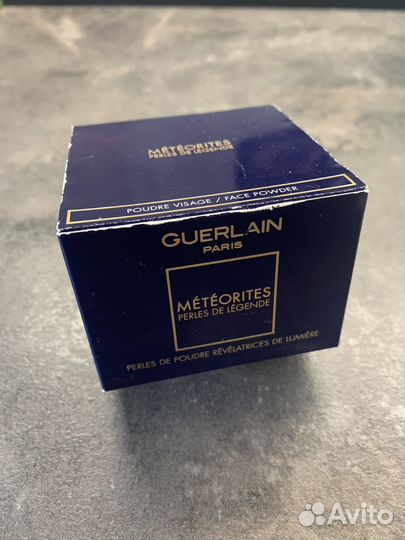 MÉTÉORITES
PERLES DE LÉGENDE
POUDRE VISAGE / FACE POWDER
GUERLAIN
PARIS
MÉTÉORITES
PERLES DE LÉGENDE
PERLES DE POUDRE RÉVÉLATRICES DE LUMIÈRE
Avito